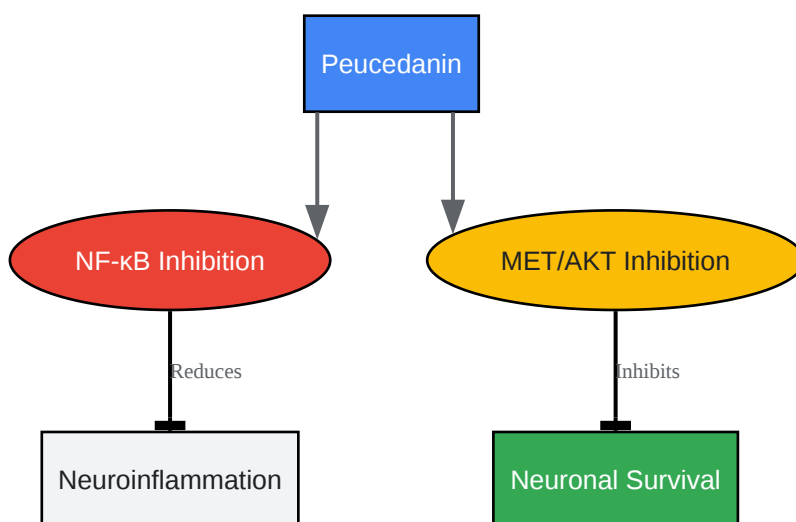 Peucedanin
NF-κB Inhibition
MET/AKT Inhibition
Reduces
Inhibits
Neuroinflammation
Neuronal Survival